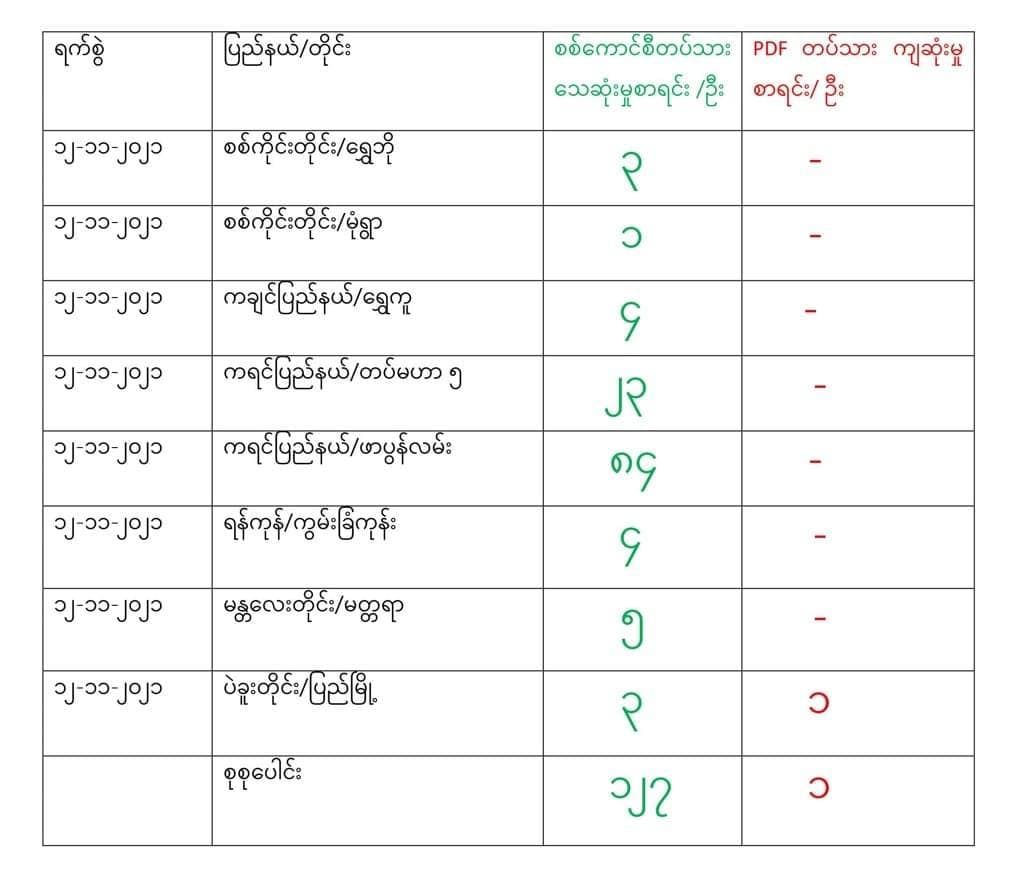 ရက်စွဲ ပြည်နယ်/တိုင်း စစ်ကောင်စီတပ်သား PDF တပ်သား ကျဆုံးမှု
သေဆုံးမှုစာရင်း /ဦး စာရင်း/ ဦး
၁၂-၁၁-၂၀၂၁ စစ်ကိုင်းတိုင်း/ရွှေဘို ၃ -
၁၂-၁၁-၂၀၂၁ စစ်ကိုင်းတိုင်း/မုံရွာ ၁ -
၁၂-၁၁-၂၀၂၁ ကချင်ပြည်နယ်/ရွှေကူ ၄ -
၁၂-၁၁-၂၀၂၁ ကရင်ပြည်နယ်/တပ်မဟာ ၅ ၂၃ -
၁၂-၁၁-၂၀၂၁ ကရင်ပြည်နယ်/ဖာပွန်လမ်း ၈၄ -
၁၂-၁၁-၂၀၂၁ ရန်ကုန်/ကွမ်းခြံကုန်း ၄ -
၁၂-၁၁-၂၀၂၁ မန္တလေးတိုင်း/မတ္တရာ ၅ -
၁၂-၁၁-၂၀၂၁ ပဲခူးတိုင်း/ပြည်မြို့ ၃ ၁
စုစုပေါင်း ၁၂၇ ၁